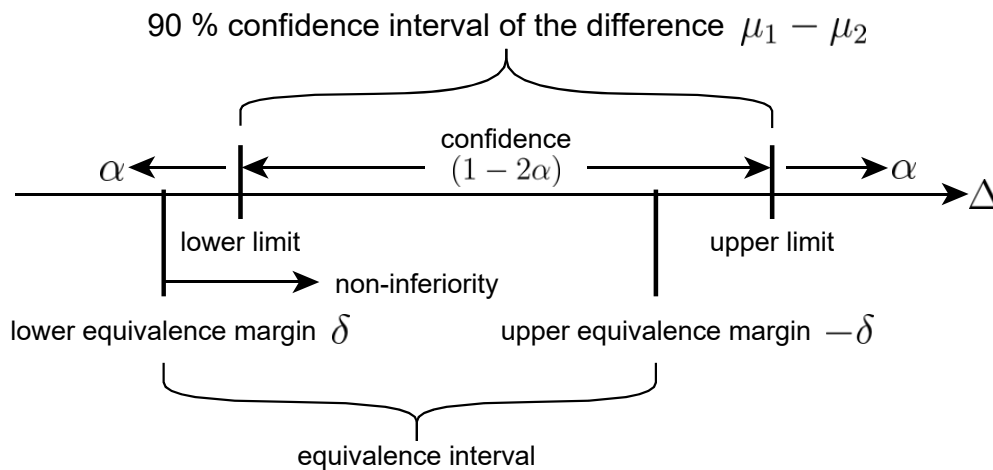 90 % confidence interval of the difference μ₁ − μ₂
confidence
α (1 − 2α) α
Δ
lower limit upper limit
non-inferiority
lower equivalence margin δ upper equivalence margin −δ
equivalence interval